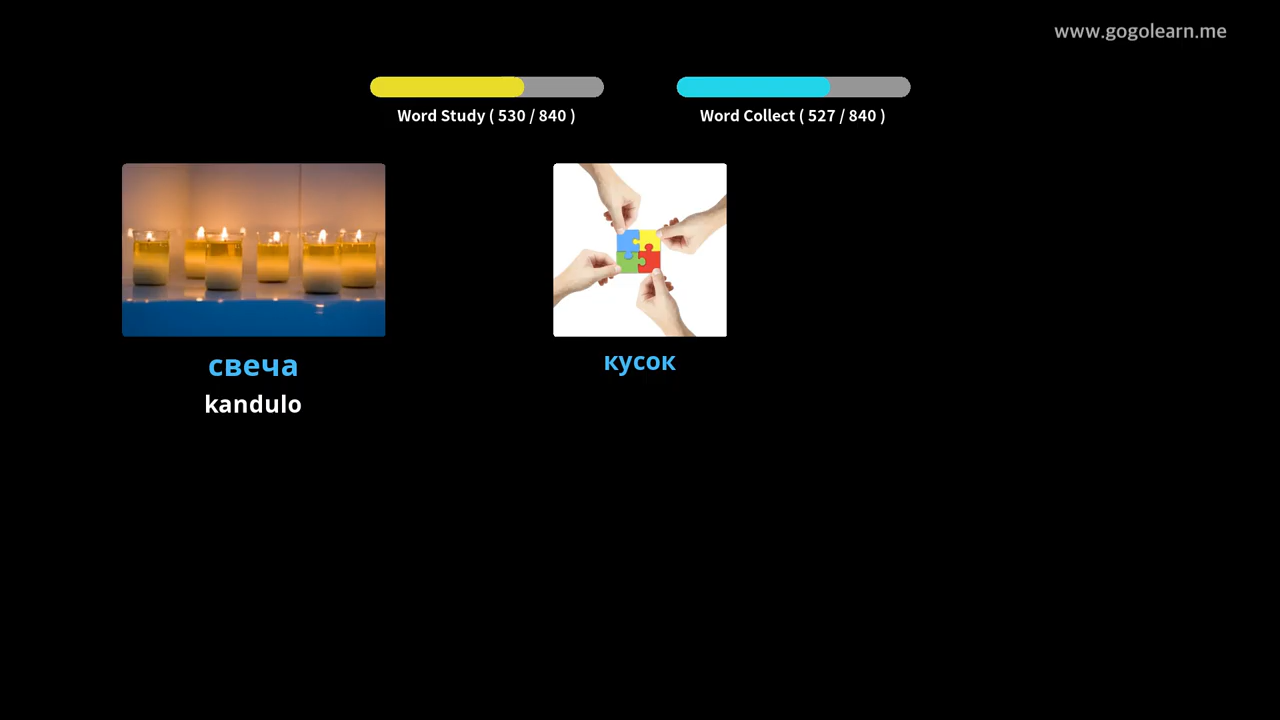 www.gogolearn.me
Word Study ( 530 / 840 )
Word Collect ( 527 / 840 )
свеча
kandulo
кусок